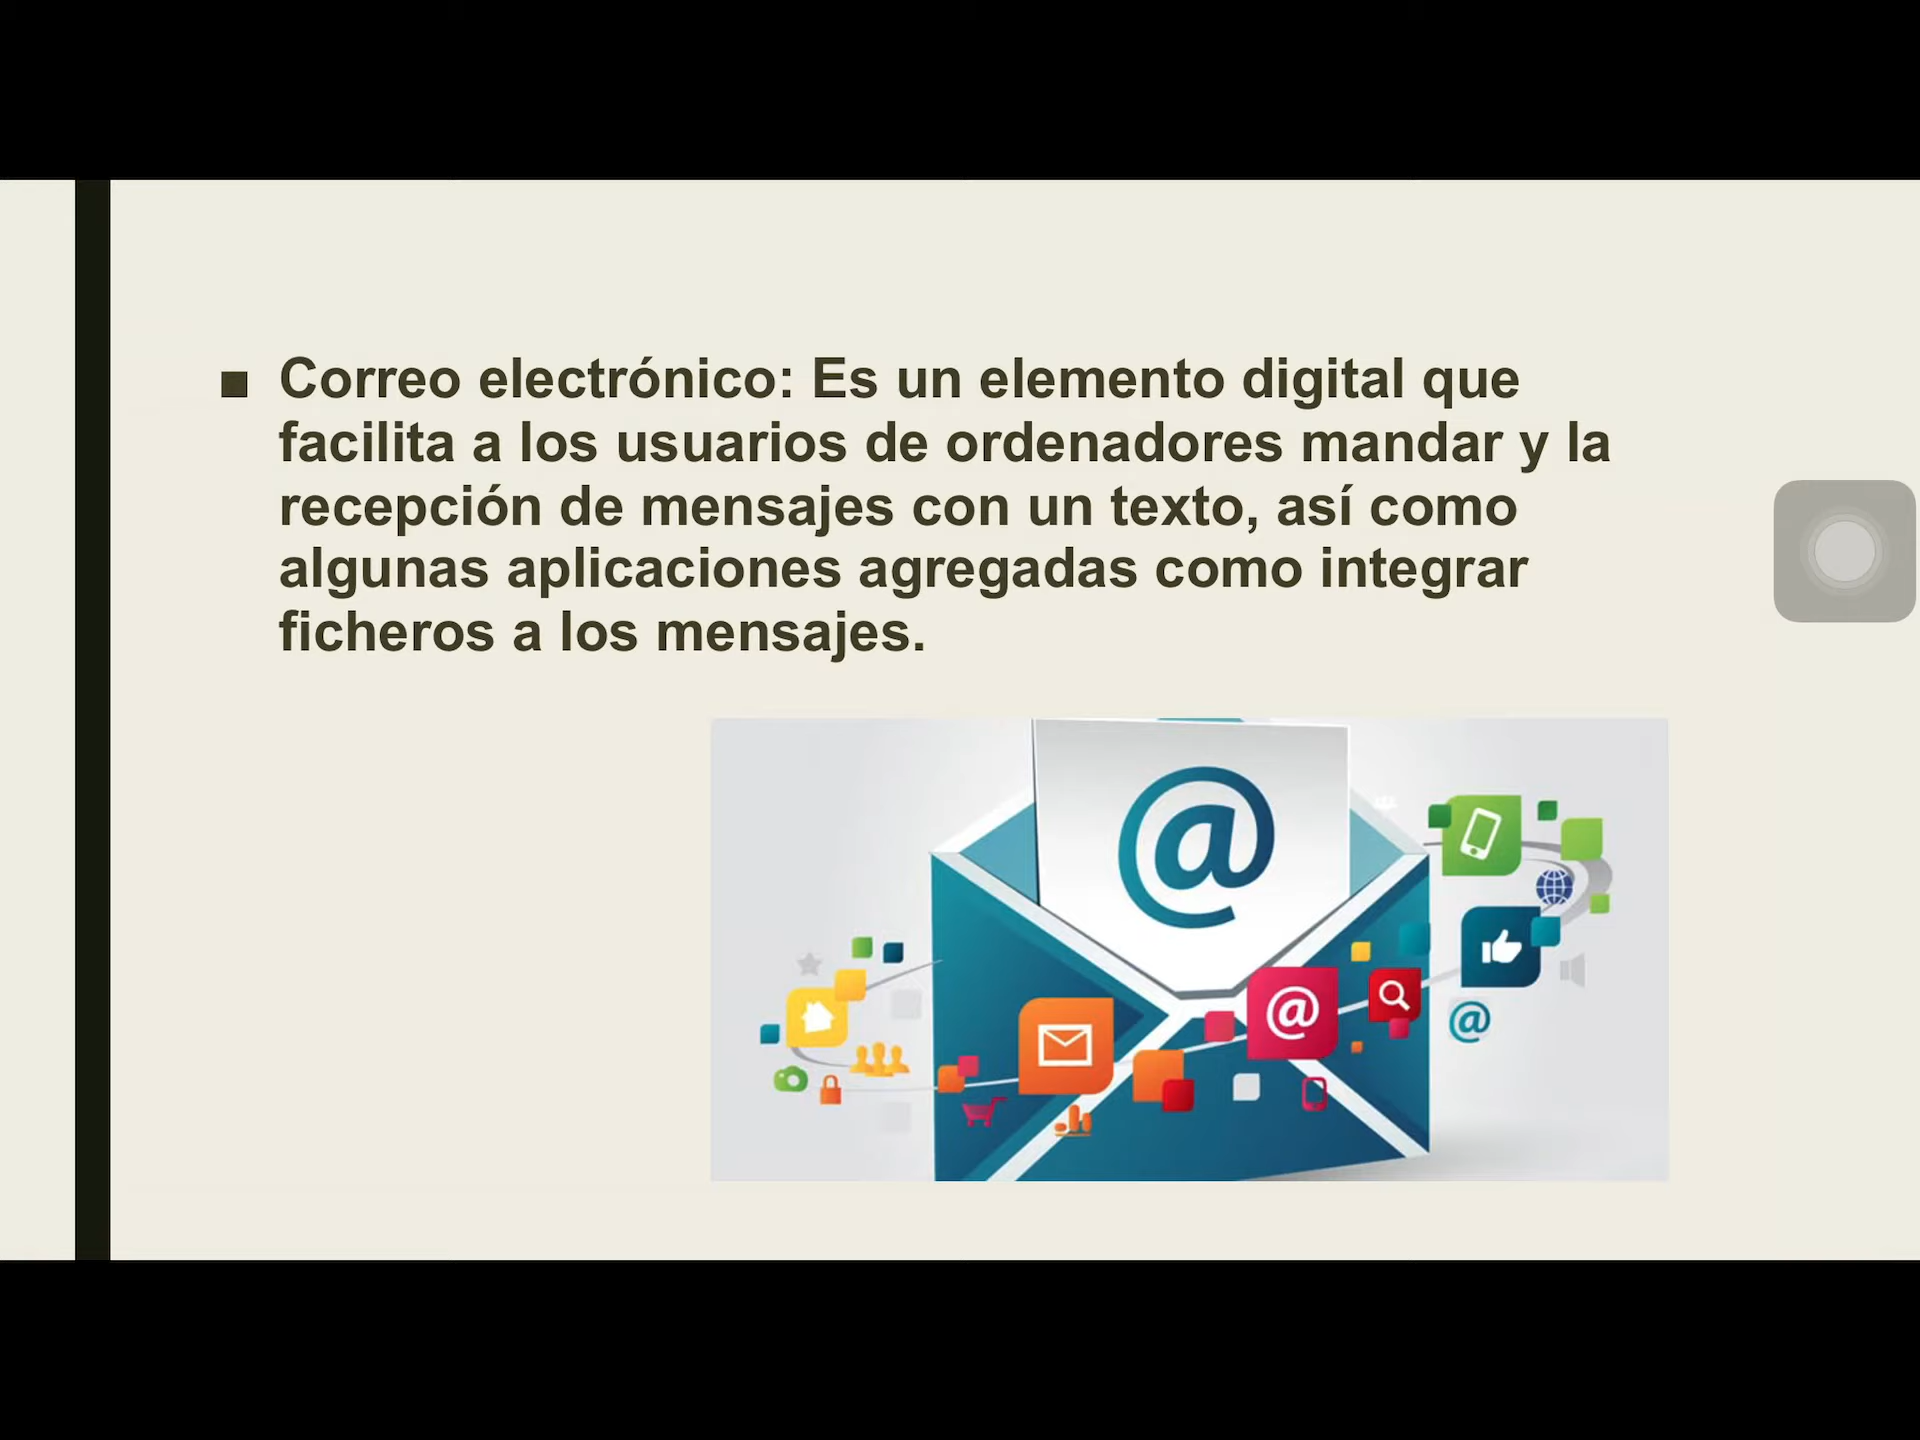 ■ Correo electrónico: Es un elemento digital que
facilita a los usuarios de ordenadores mandar y la
recepción de mensajes con un texto, así como
algunas aplicaciones agregadas como integrar
ficheros a los mensajes.
@
@
@